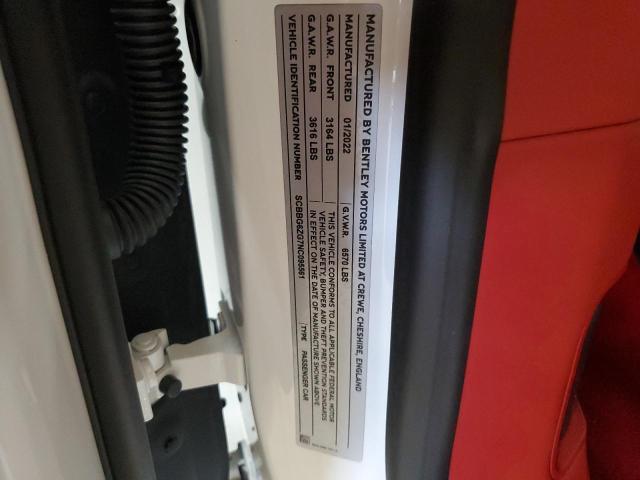 MANUFACTURED BY BENTLEY MOTORS LIMITED AT CREWE, CHESHIRE, ENGLAND
MANUFACTURED 01/2022 G.V.W.R. 6570 LBS
G.A.W.R. FRONT 3164 LBS
G.A.W.R. REAR 3616 LBS
THIS VEHICLE CONFORMS TO ALL APPLICABLE FEDERAL MOTOR
VEHICLE SAFETY, BUMPER AND THEFT PREVENTION STANDARDS
IN EFFECT ON THE DATE OF MANUFACTURE SHOWN ABOVE.
VEHICLE IDENTIFICATION NUMBER SCBBG6ZG7NC095561 TYPE PASSENGER CAR